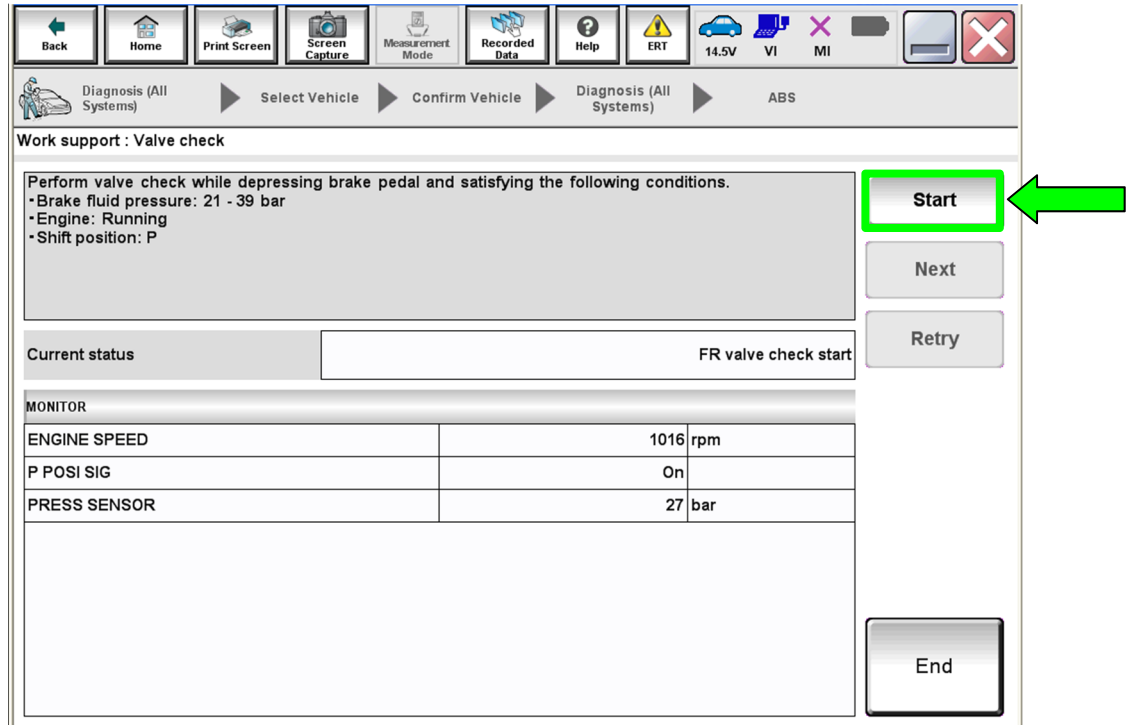 Back
Home
Print Screen
Screen
Capture
Measurement
Mode
Recorded
Data
Help
ERT
14.5V
VI
MI
Diagnosis (All
Systems)
Select Vehicle
Confirm Vehicle
Diagnosis (All
Systems)
ABS
Work support : Valve check
Perform valve check while depressing brake pedal and satisfying the following conditions.
・Brake fluid pressure: 21 - 39 bar
・Engine: Running
・Shift position: P
Start
Next
Retry
Current status
FR valve check start
MONITOR
ENGINE SPEED 1016 rpm
P POSI SIG On
PRESS SENSOR 27 bar
End